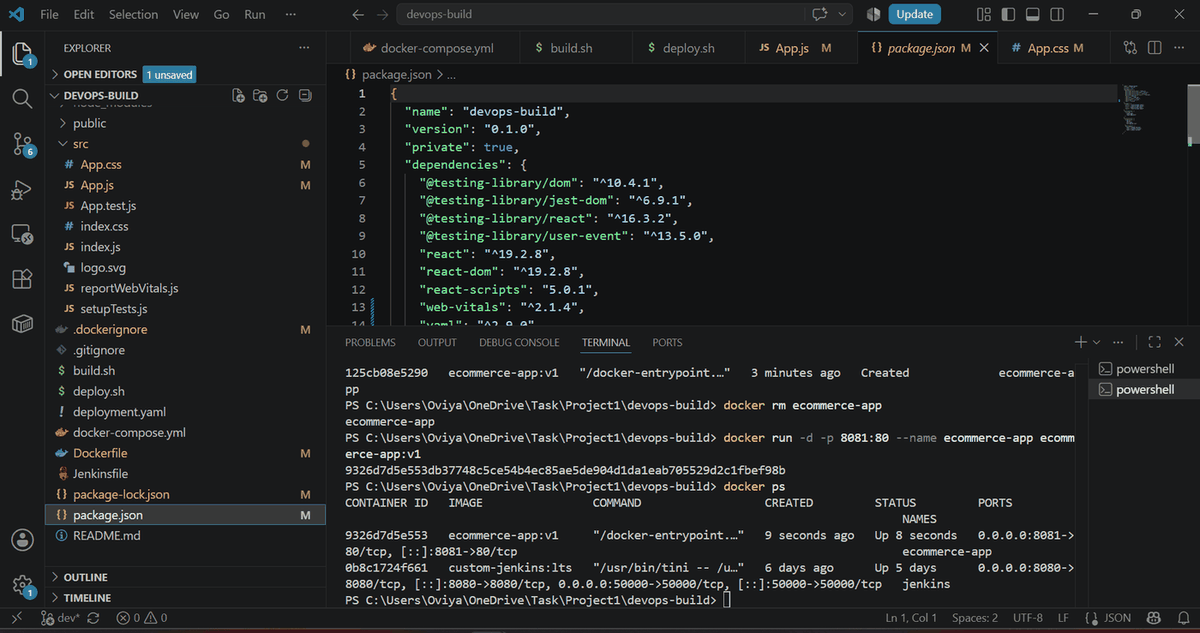 File Edit Selection View Go Run ··· devops-build Update
EXPLORER ···
OPEN EDITORS 1 unsaved
DEVOPS-BUILD
node_modules
public
src
# App.css M
JS App.js M
JS App.test.js
# index.css
JS index.js
logo.svg
JS reportWebVitals.js
JS setupTests.js
.dockerignore M
.gitignore
$ build.sh
$ deploy.sh
! deployment.yaml
docker-compose.yml
Dockerfile M
Jenkinsfile
{} package-lock.json M
{} package.json M
README.md
OUTLINE
TIMELINE
1
6
1
docker-compose.yml $ build.sh $ deploy.sh JS App.js M {} package.json M # App.css M ···
{} package.json > ...
1 {
2 "name": "devops-build",
3 "version": "0.1.0",
4 "private": true,
5 "dependencies": {
6 "@testing-library/dom": "^10.4.1",
7 "@testing-library/jest-dom": "^6.9.1",
8 "@testing-library/react": "^16.3.2",
9 "@testing-library/user-event": "^13.5.0",
10 "react": "^19.2.8",
11 "react-dom": "^19.2.8",
12 "react-scripts": "5.0.1",
13 "web-vitals": "^2.1.4",
14 "yaml": "^2.9.0"
PROBLEMS OUTPUT DEBUG CONSOLE TERMINAL PORTS
125cb08e5290 ecommerce-app:v1 "/docker-entrypoint.…" 3 minutes ago Created ecommerce-a
pp
PS C:\Users\Oviya\OneDrive\Task\Project1\devops-build> docker rm ecommerce-app
ecommerce-app
PS C:\Users\Oviya\OneDrive\Task\Project1\devops-build> docker run -d -p 8081:80 --name ecommerce-app ecomm
erce-app:v1
9326d7d5e553db37748c5ce54b4ec85ae5de904d1da1eab705529d2c1fbef98b
PS C:\Users\Oviya\OneDrive\Task\Project1\devops-build> docker ps
CONTAINER ID IMAGE COMMAND CREATED STATUS PORTS
NAMES
9326d7d5e553 ecommerce-app:v1 "/docker-entrypoint.…" 9 seconds ago Up 8 seconds 0.0.0.0:8081->
80/tcp, [::]:8081->80/tcp ecommerce-app
0b8c1724f661 custom-jenkins:lts "/usr/bin/tini -- /u…" 6 days ago Up 5 days 0.0.0.0:8080->
8080/tcp, [::]:8080->8080/tcp, 0.0.0.0:50000->50000/tcp, [::]:50000->50000/tcp jenkins
PS C:\Users\Oviya\OneDrive\Task\Project1\devops-build>
powershell
powershell
dev* 0 0 Ln 1, Col 1 Spaces: 2 UTF-8 LF {} JSON